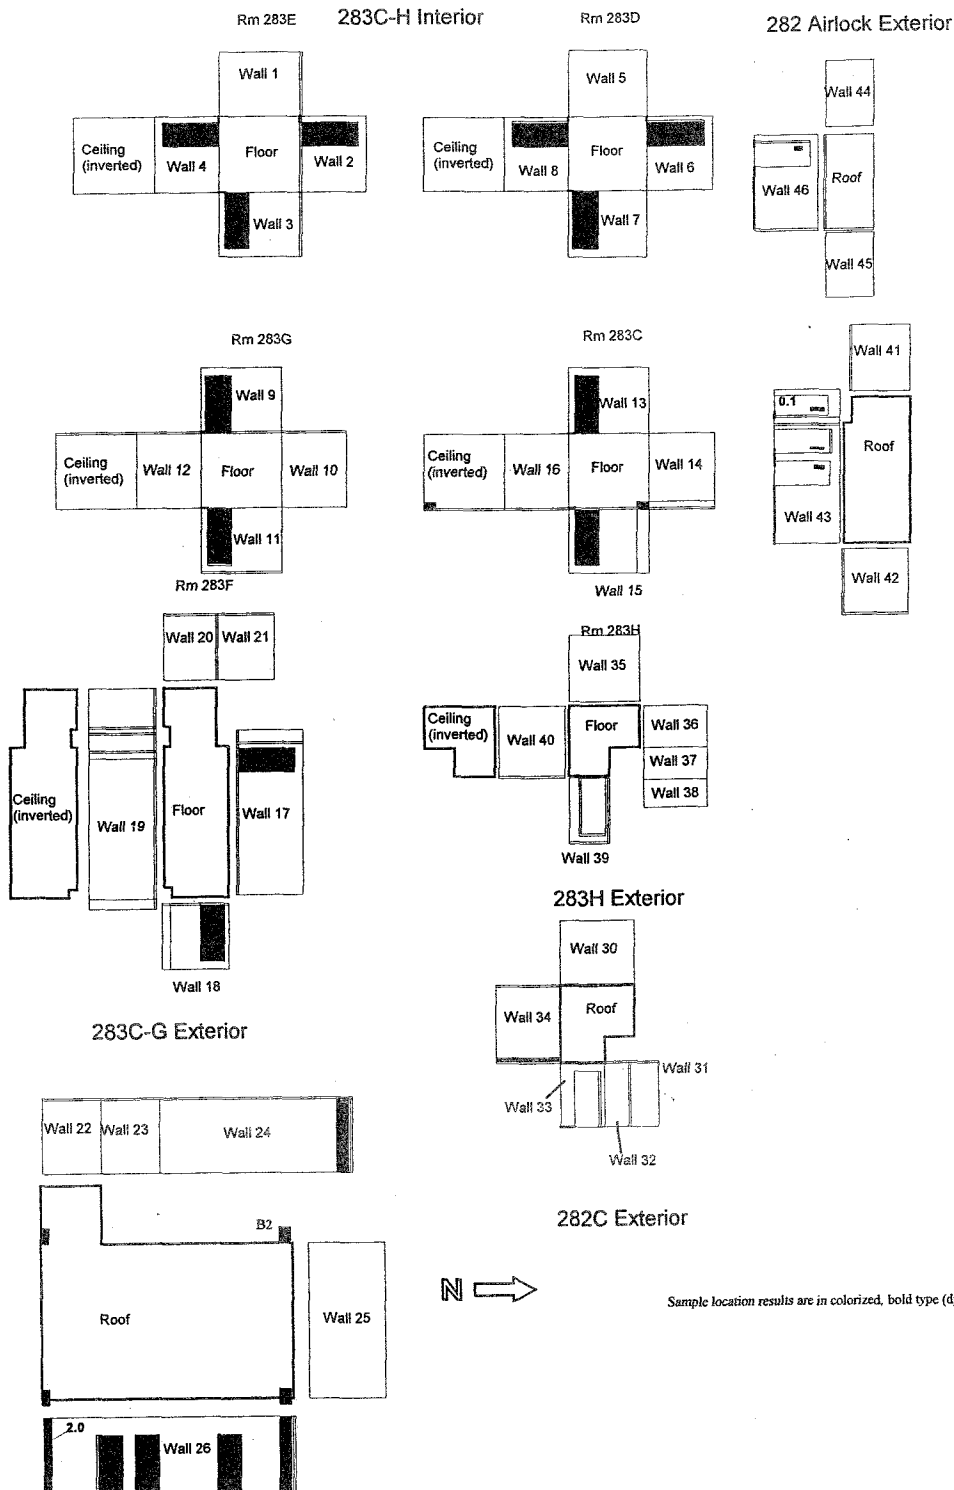 283C-H Interior
282 Airlock Exterior
Rm 283E
Wall 1
Ceiling
(inverted)
Wall 4
Floor
Wall 2
Wall 3
Rm 283D
Wall 5
Ceiling
(inverted)
Wall 8
Floor
Wall 6
Wall 7
Wall 44
Wall 46
Roof
Wall 45
Rm 283G
Wall 9
Ceiling
(inverted)
Wall 12
Floor
Wall 10
Wall 11
Rm 283C
Wall 13
Ceiling
(inverted)
Wall 16
Floor
Wall 14
Wall 15
Wall 41
0.1
Roof
Wall 43
Wall 42
Rm 283F
Wall 20
Wall 21
Ceiling
(inverted)
Wall 19
Floor
Wall 17
Wall 18
Rm 283H
Wall 35
Ceiling
(inverted)
Wall 40
Floor
Wall 36
Wall 37
Wall 38
Wall 39
283H Exterior
Wall 30
Wall 34
Roof
Wall 31
Wall 33
Wall 32
283C-G Exterior
Wall 22
Wall 23
Wall 24
B2
Roof
Wall 25
2.0
Wall 26
282C Exterior
N
Sample location results are in colorized, bold type (d